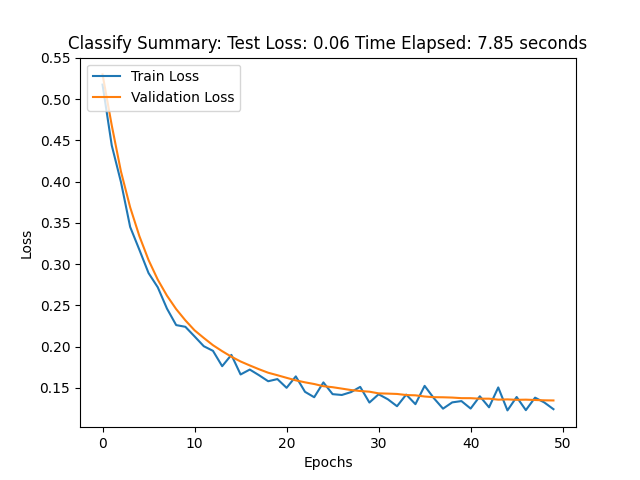 Classify Summary: Test Loss: 0.06 Time Elapsed: 7.85 seconds
Train Loss
Validation Loss
0.55
0.50
0.45
0.40
0.35
0.30
0.25
0.20
0.15
Loss
0 10 20 30 40 50
Epochs